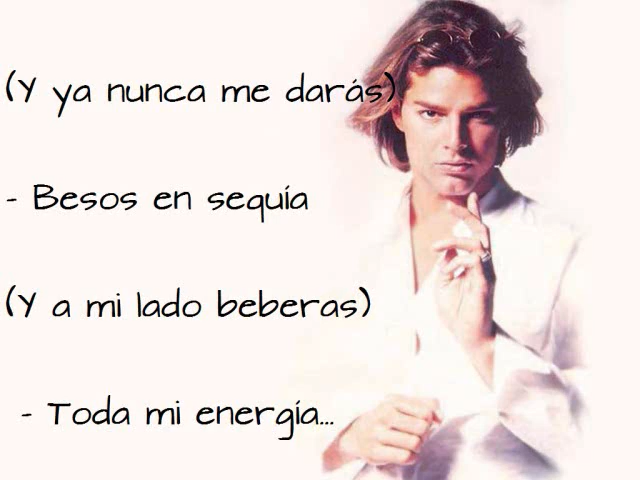 (Y ya nunca me darás)
- Besos en sequía
(Y a mi lado beberas)
- Toda mi energía...